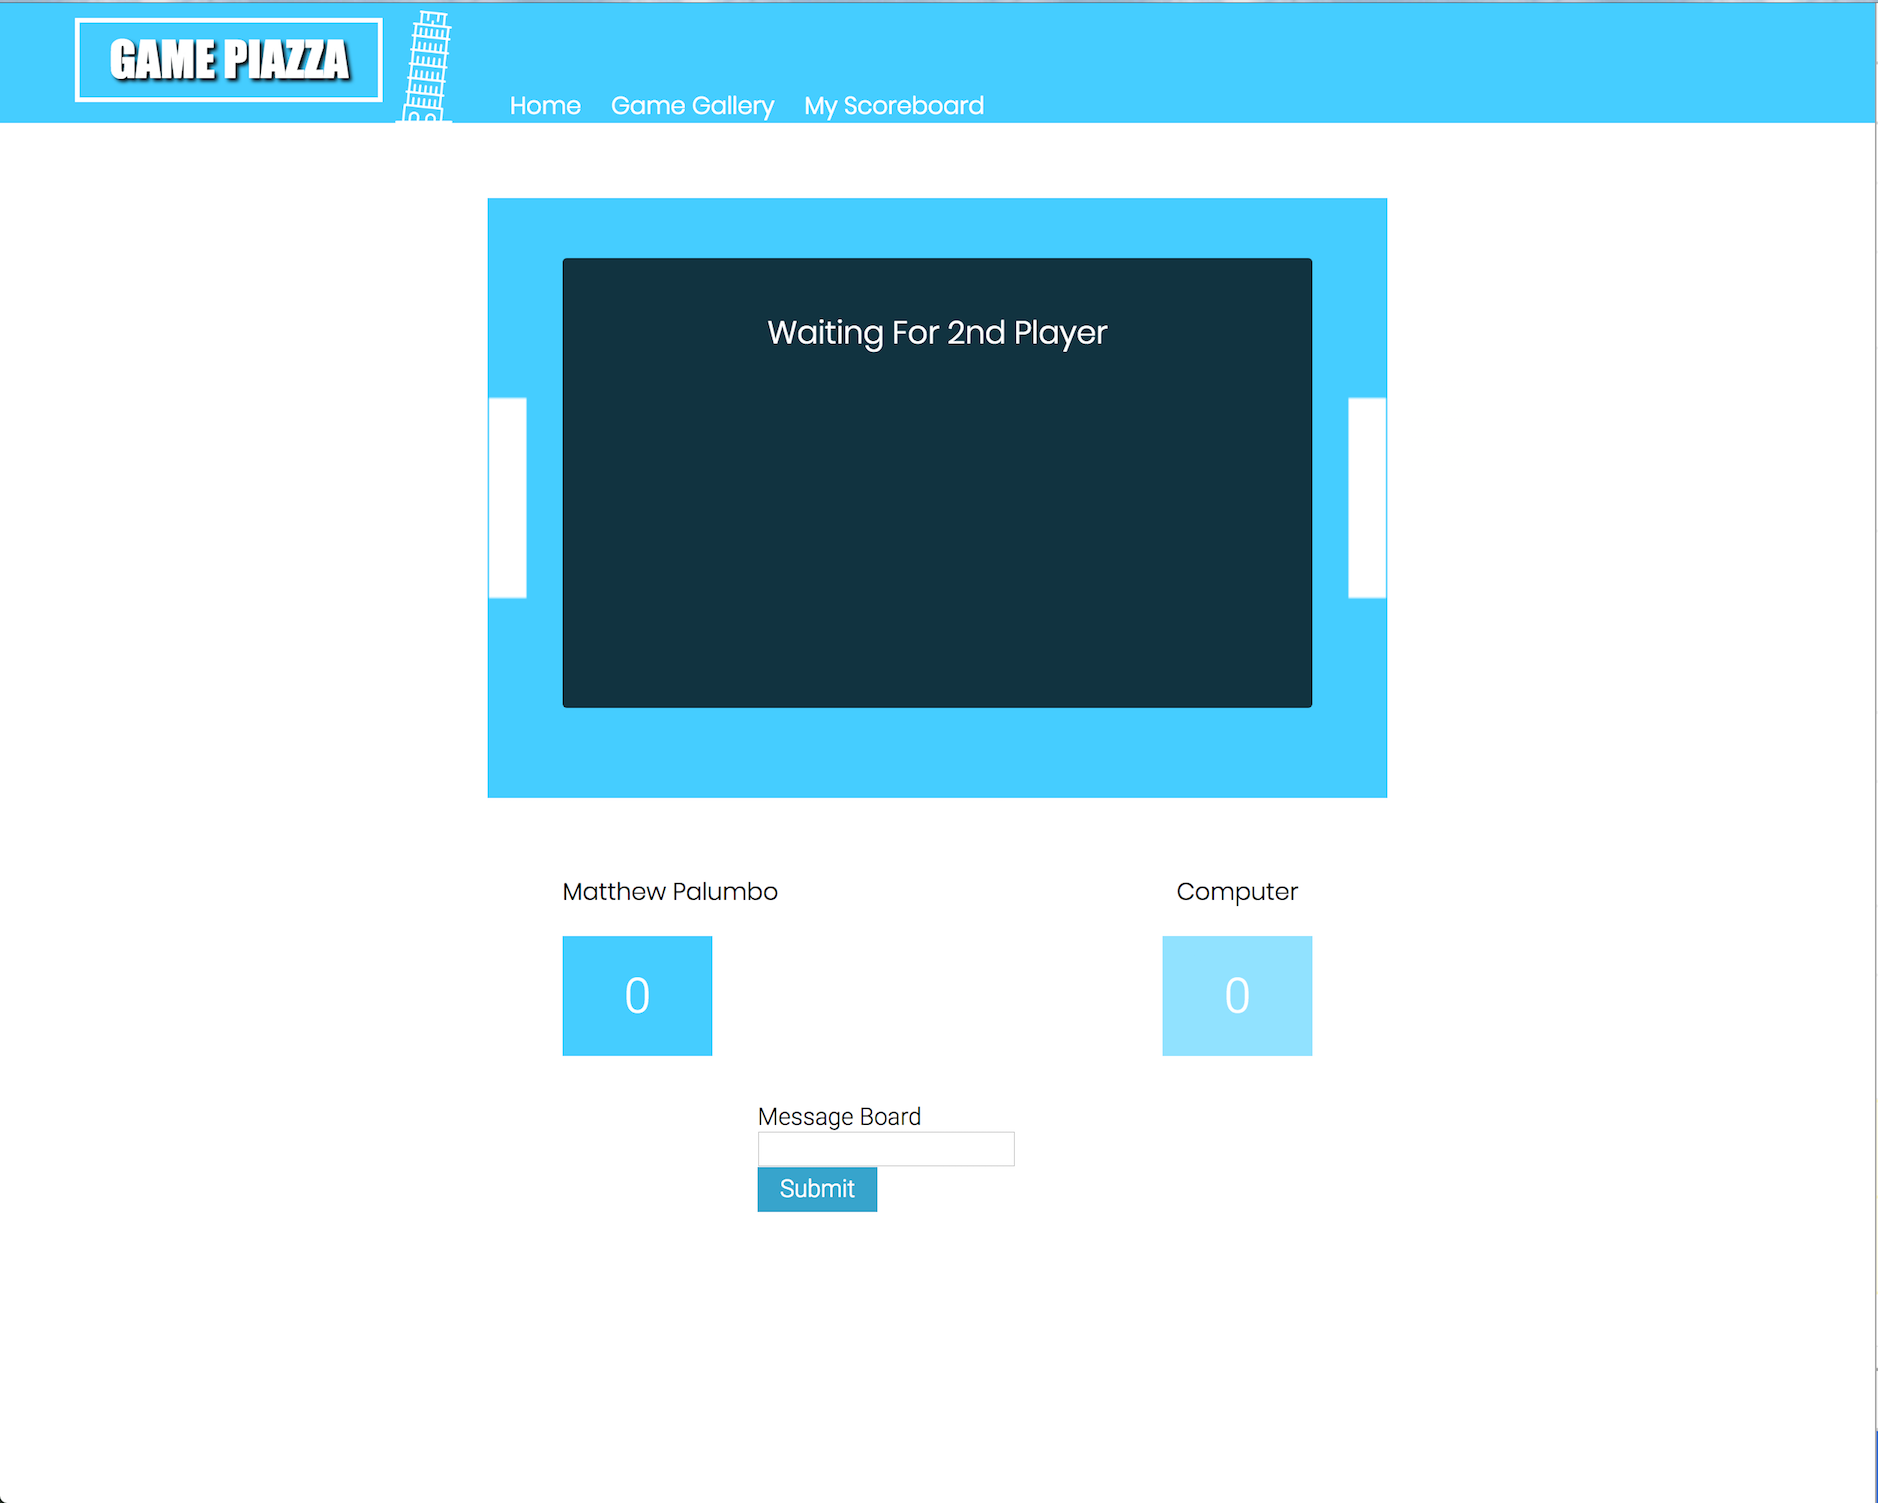 GAME PIAZZA
Home Game Gallery My Scoreboard
Waiting For 2nd Player
Matthew Palumbo Computer
0 0
Message Board
Submit